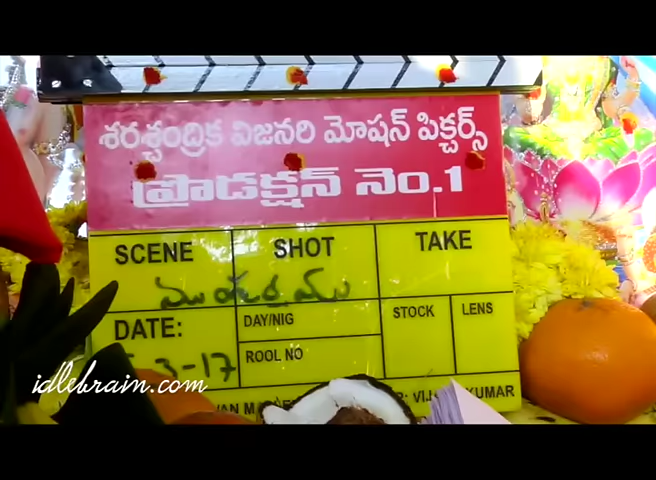 శరశ్చంద్రిక విజనరి మోషన్ పిక్చర్స్
ప్రొడక్షన్ నెం.1
SCENE SHOT TAKE
ముహూర్తము
DATE: DAY/NIG STOCK LENS
3-17 ROOL NO
idlebrain.com
KUMAR